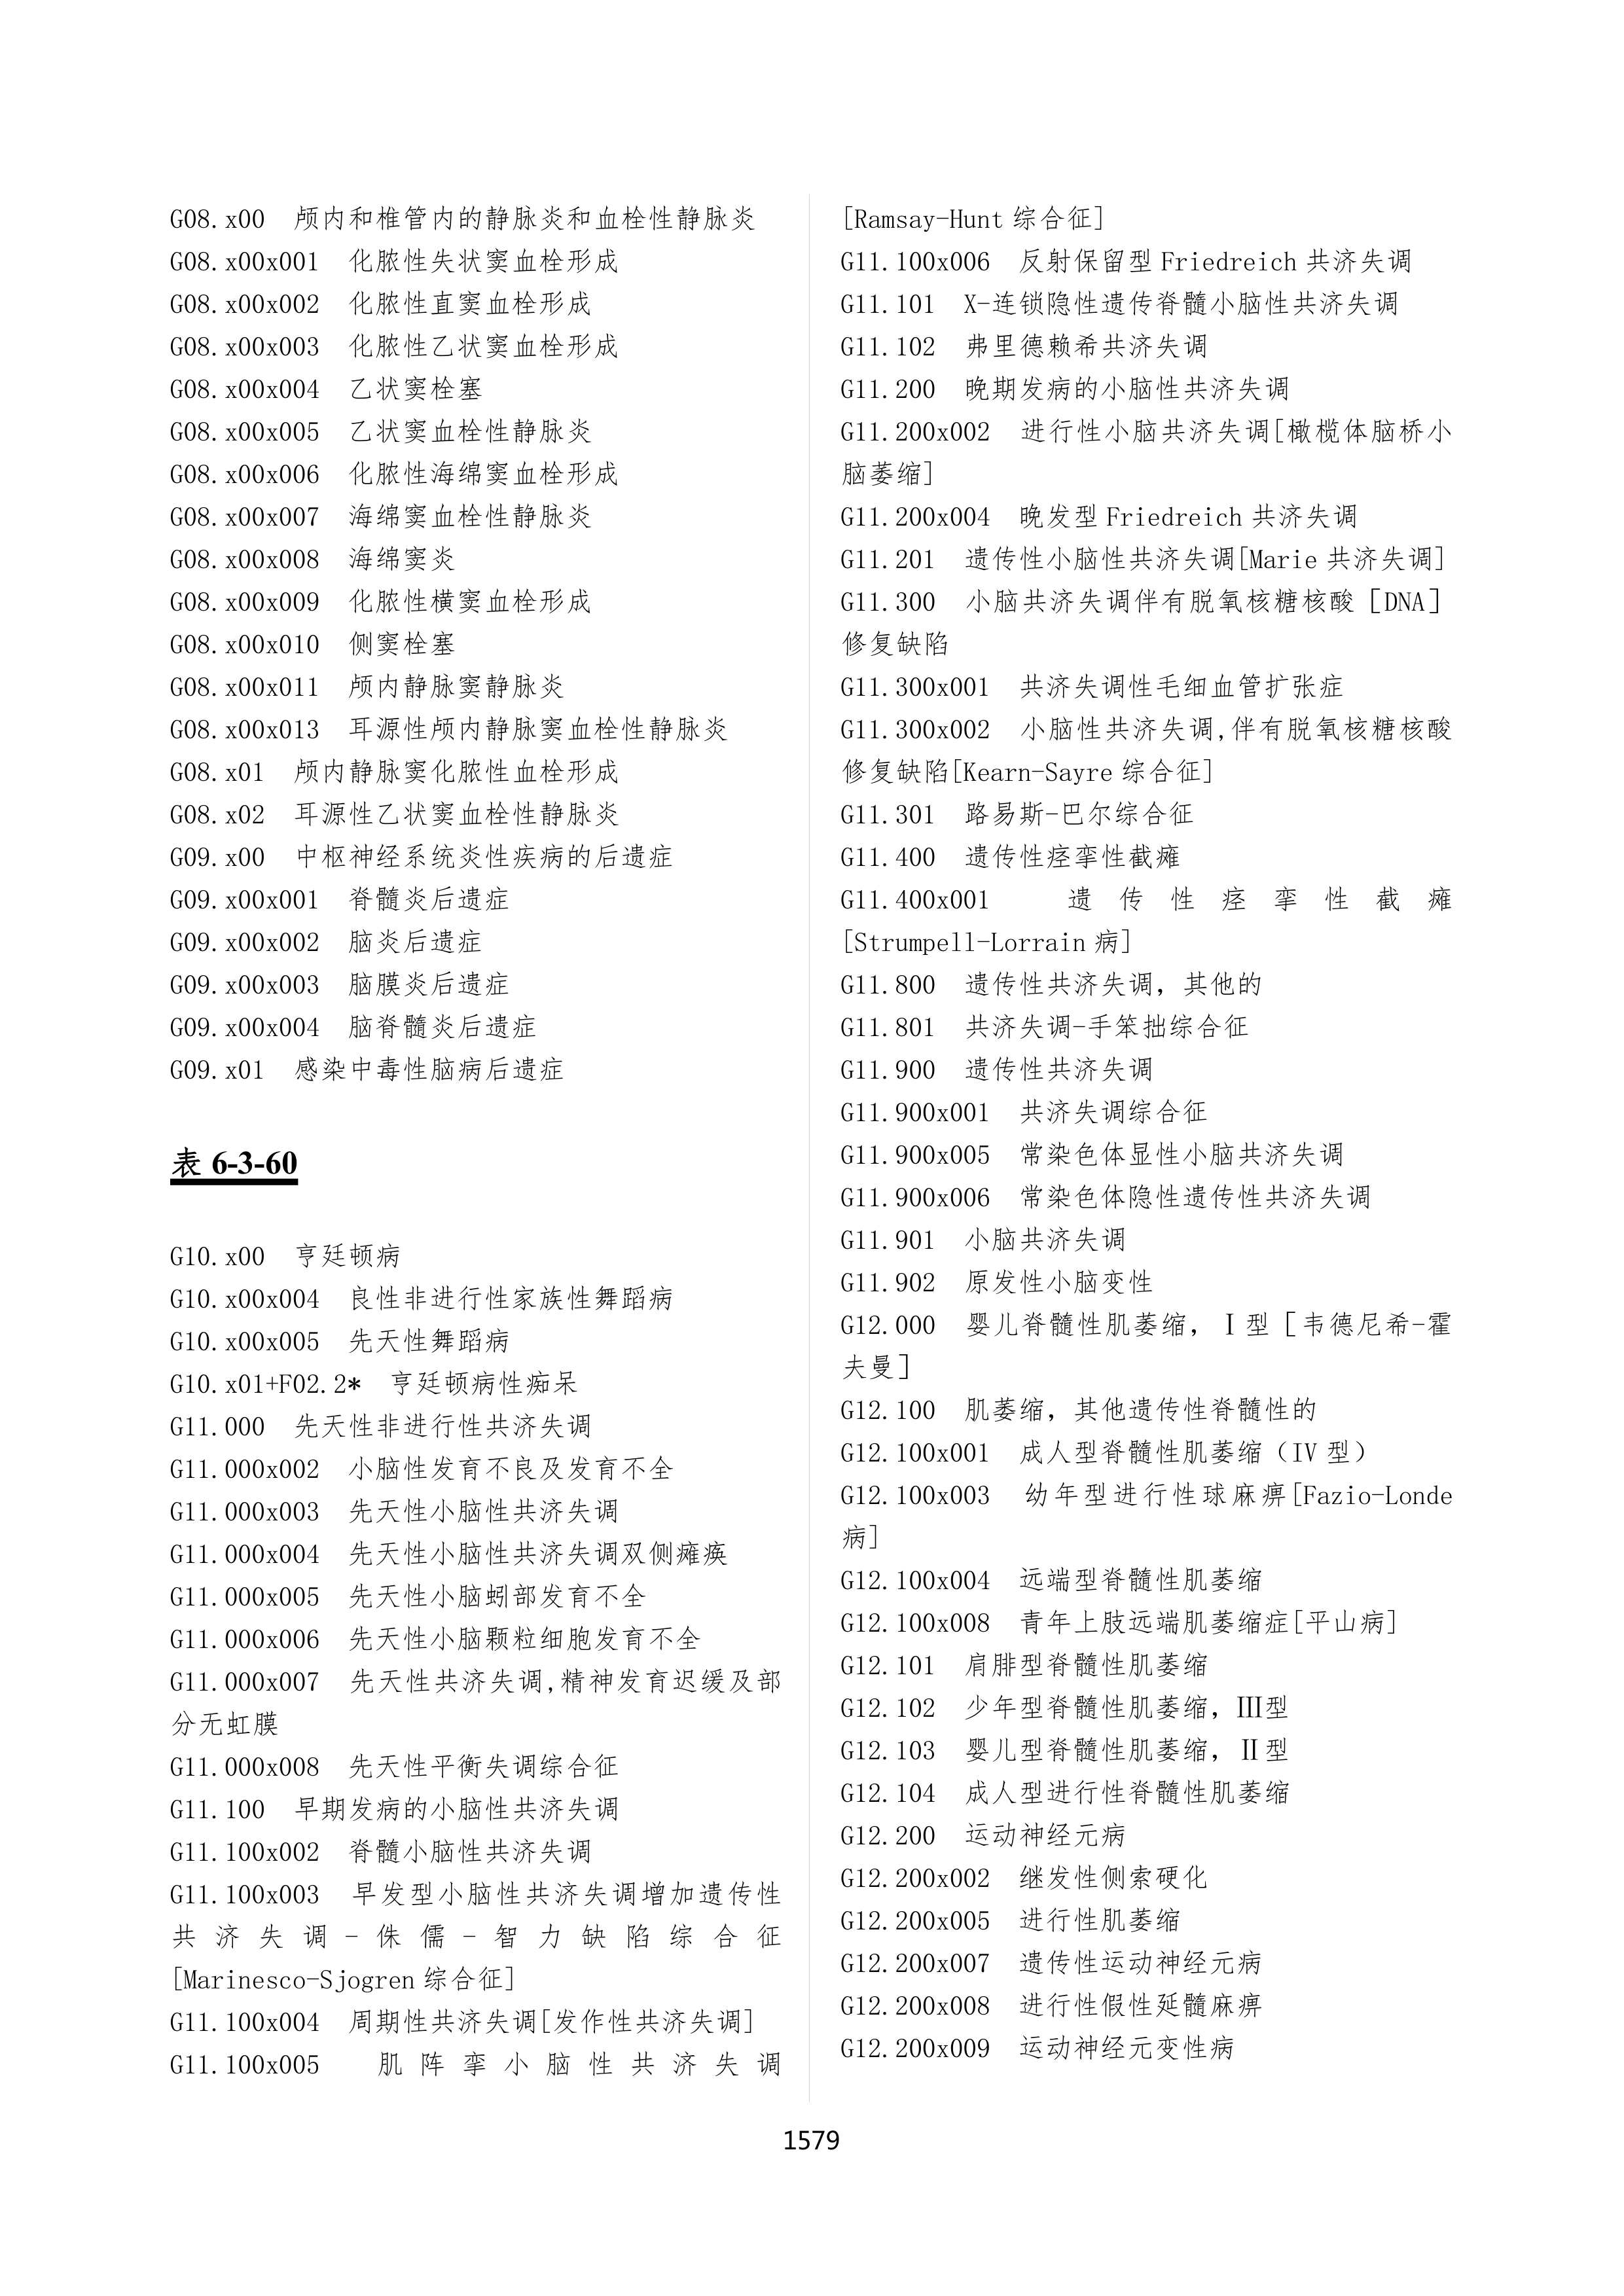 G08.x00 颅内和椎管内的静脉炎和血栓性静脉炎
G08.x00x001 化脓性矢状窦血栓形成
G08.x00x002 化脓性直窦血栓形成
G08.x00x003 化脓性乙状窦血栓形成
G08.x00x004 乙状窦栓塞
G08.x00x005 乙状窦血栓性静脉炎
G08.x00x006 化脓性海绵窦血栓形成
G08.x00x007 海绵窦血栓性静脉炎
G08.x00x008 海绵窦炎
G08.x00x009 化脓性横窦血栓形成
G08.x00x010 侧窦栓塞
G08.x00x011 颅内静脉窦静脉炎
G08.x00x013 耳源性颅内静脉窦血栓性静脉炎
G08.x01 颅内静脉窦化脓性血栓形成
G08.x02 耳源性乙状窦血栓性静脉炎
G09.x00 中枢神经系统炎性疾病的后遗症
G09.x00x001 脊髓炎后遗症
G09.x00x002 脑炎后遗症
G09.x00x003 脑膜炎后遗症
G09.x00x004 脑脊髓炎后遗症
G09.x01 感染中毒性脑病后遗症
表 6-3-60
G10.x00 亨廷顿病
G10.x00x004 良性非进行性家族性舞蹈病
G10.x00x005 先天性舞蹈病
G10.x01+F02.2* 亨廷顿病性痴呆
G11.000 先天性非进行性共济失调
G11.000x002 小脑性发育不良及发育不全
G11.000x003 先天性小脑性共济失调
G11.000x004 先天性小脑性共济失调双侧瘫痪
G11.000x005 先天性小脑蚓部发育不全
G11.000x006 先天性小脑颗粒细胞发育不全
G11.000x007 先天性共济失调,精神发育迟缓及部
分无虹膜
G11.000x008 先天性平衡失调综合征
G11.100 早期发病的小脑性共济失调
G11.100x002 脊髓小脑性共济失调
G11.100x003 早发型小脑性共济失调增加遗传性
共济失调-侏儒-智力缺陷综合征
[Marinesco-Sjogren 综合征]
G11.100x004 周期性共济失调[发作性共济失调]
G11.100x005 肌阵挛小脑性共济失调
[Ramsay-Hunt 综合征]
G11.100x006 反射保留型 Friedreich 共济失调
G11.101 X-连锁隐性遗传脊髓小脑性共济失调
G11.102 弗里德赖希共济失调
G11.200 晚期发病的小脑性共济失调
G11.200x002 进行性小脑共济失调[橄榄体脑桥小
脑萎缩]
G11.200x004 晚发型 Friedreich 共济失调
G11.201 遗传性小脑性共济失调[Marie 共济失调]
G11.300 小脑共济失调伴有脱氧核糖核酸［DNA］
修复缺陷
G11.300x001 共济失调性毛细血管扩张症
G11.300x002 小脑性共济失调,伴有脱氧核糖核酸
修复缺陷[Kearn-Sayre 综合征]
G11.301 路易斯-巴尔综合征
G11.400 遗传性痉挛性截瘫
G11.400x001 遗传性痉挛性截瘫
[Strumpell-Lorrain 病]
G11.800 遗传性共济失调，其他的
G11.801 共济失调-手笨拙综合征
G11.900 遗传性共济失调
G11.900x001 共济失调综合征
G11.900x005 常染色体显性小脑共济失调
G11.900x006 常染色体隐性遗传性共济失调
G11.901 小脑共济失调
G11.902 原发性小脑变性
G12.000 婴儿脊髓性肌萎缩，Ⅰ型［韦德尼希-霍
夫曼］
G12.100 肌萎缩，其他遗传性脊髓性的
G12.100x001 成人型脊髓性肌萎缩（IV 型）
G12.100x003 幼年型进行性球麻痹[Fazio-Londe
病]
G12.100x004 远端型脊髓性肌萎缩
G12.100x008 青年上肢远端肌萎缩症[平山病]
G12.101 肩腓型脊髓性肌萎缩
G12.102 少年型脊髓性肌萎缩，Ⅲ型
G12.103 婴儿型脊髓性肌萎缩，Ⅱ型
G12.104 成人型进行性脊髓性肌萎缩
G12.200 运动神经元病
G12.200x002 继发性侧索硬化
G12.200x005 进行性肌萎缩
G12.200x007 遗传性运动神经元病
G12.200x008 进行性假性延髓麻痹
G12.200x009 运动神经元变性病
1579